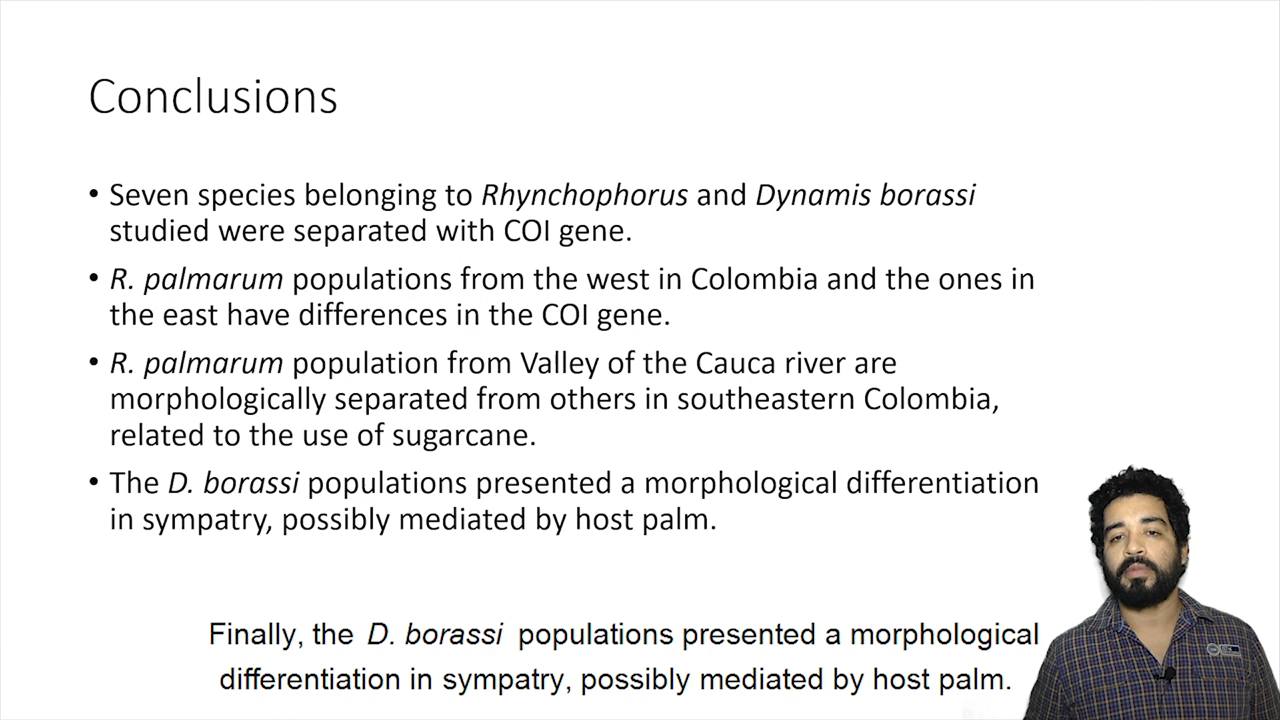 Conclusions
• Seven species belonging to Rhynchophorus and Dynamis borassi
studied were separated with COI gene.
• R. palmarum populations from the west in Colombia and the ones in
the east have differences in the COI gene.
• R. palmarum population from Valley of the Cauca river are
morphologically separated from others in southeastern Colombia,
related to the use of sugarcane.
• The D. borassi populations presented a morphological differentiation
in sympatry, possibly mediated by host palm.
Finally, the D. borassi populations presented a morphological
differentiation in sympatry, possibly mediated by host palm.